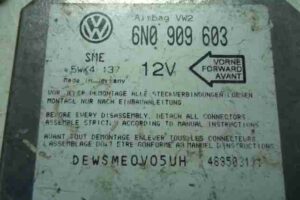 AirBag VW2
6N0 909 603
SME
5WK4 137
12V
VORNE
FORWARD
AVANT
Made in Germany
VOR JEDER DEMONTAGE ALLE STECKVERBINDUNGEN LOESEN
MONTAGE NUR NACH EINBAUANLEITUNG
BEFORE EVERY DISASSEMBLY, DETACH ALL CONNECTORS
ASSEMBLE STRICTLY ACCORDING TO MANUAL INSTRUCTIONS
AVANT TOUT DEMONTAGE ENLEVER TOUS LES CONNECTEURS
L'ASSEMBLAGE DOIT ETRE CONFORME AU MANUEL D'INSTRUCTIONS
DEWSME0V05UH